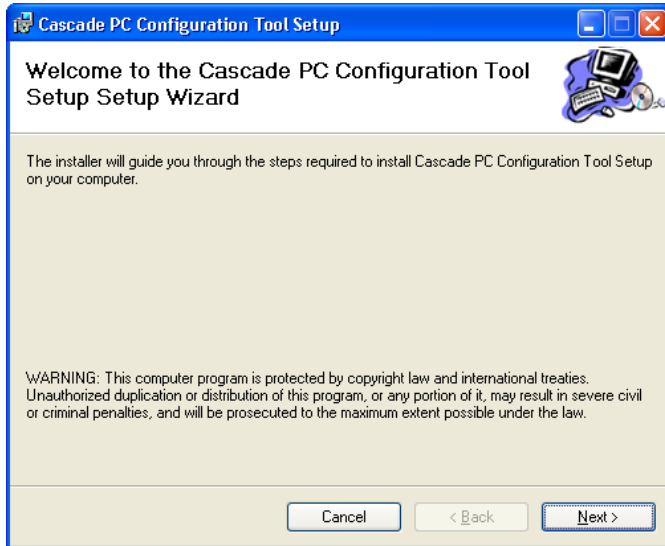 Cascade PC Configuration Tool Setup
Welcome to the Cascade PC Configuration Tool
Setup Setup Wizard
The installer will guide you through the steps required to install Cascade PC Configuration Tool Setup
on your computer.
WARNING: This computer program is protected by copyright law and international treaties.
Unauthorized duplication or distribution of this program, or any portion of it, may result in severe civil
or criminal penalties, and will be prosecuted to the maximum extent possible under the law.
Cancel < Back Next >